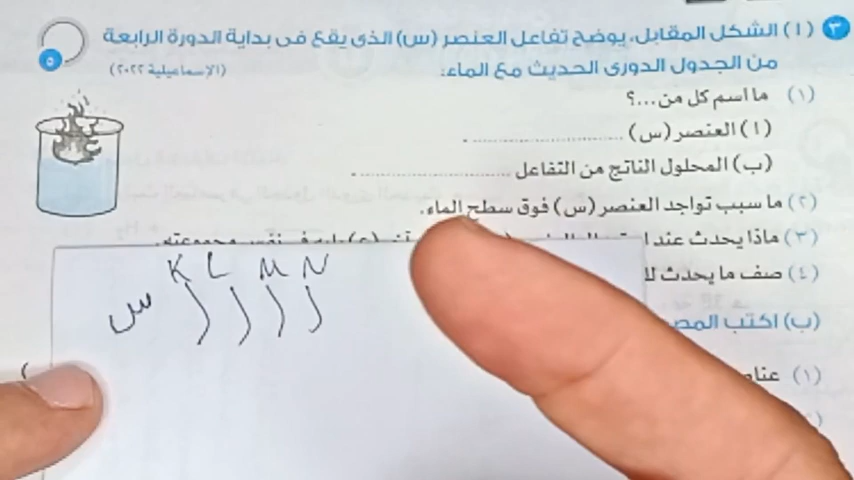 ٣ (١) الشكل المقابل، يوضح تفاعل العنصر (س) الذى يقع فى بداية الدورة الرابعة
من الجدول الدورى الحديث مع الماء:
(الإسماعيلية ٢٠٢٢)
٥
(١) ما اسم كل من...؟
(١) العنصر (س) ........................
(ب) المحلول الناتج من التفاعل ........................
(٢) ما سبب تواجد العنصر (س) فوق سطح الماء.
(٣) ماذا يحدث عند
(٤) صف ما يحدث
(ب) اكتب
(١)
K L M N
س